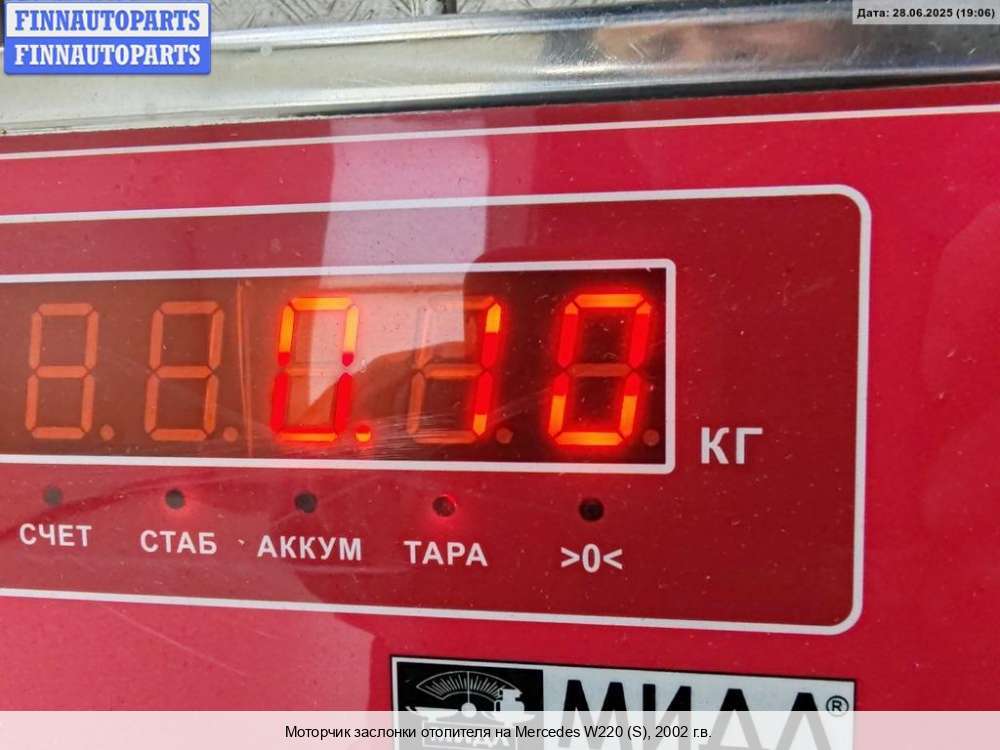 FINNAUTOPARTS
FINNAUTOPARTS
Дата: 28.06.2025 (19:06)
0.10
КГ
СЧЕТ СТАБ АККУМ ТАРА >0<
МИДЛ®
Моторчик заслонки отопителя на Mercedes W220 (S), 2002 г.в.